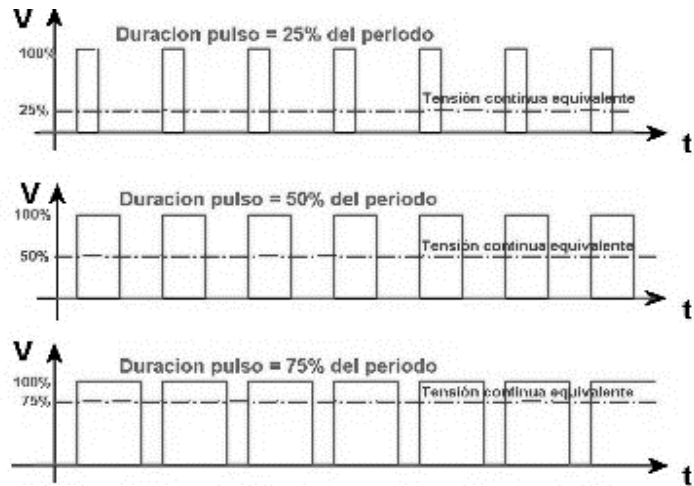 V
Duracion pulso = 25% del periodo
100%
Tensión continua equivalente
25%
t
V
Duracion pulso = 50% del periodo
100%
Tensión continua equivalente
50%
t
V
Duracion pulso = 75% del periodo
100%
Tensión continua equivalente
75%
t